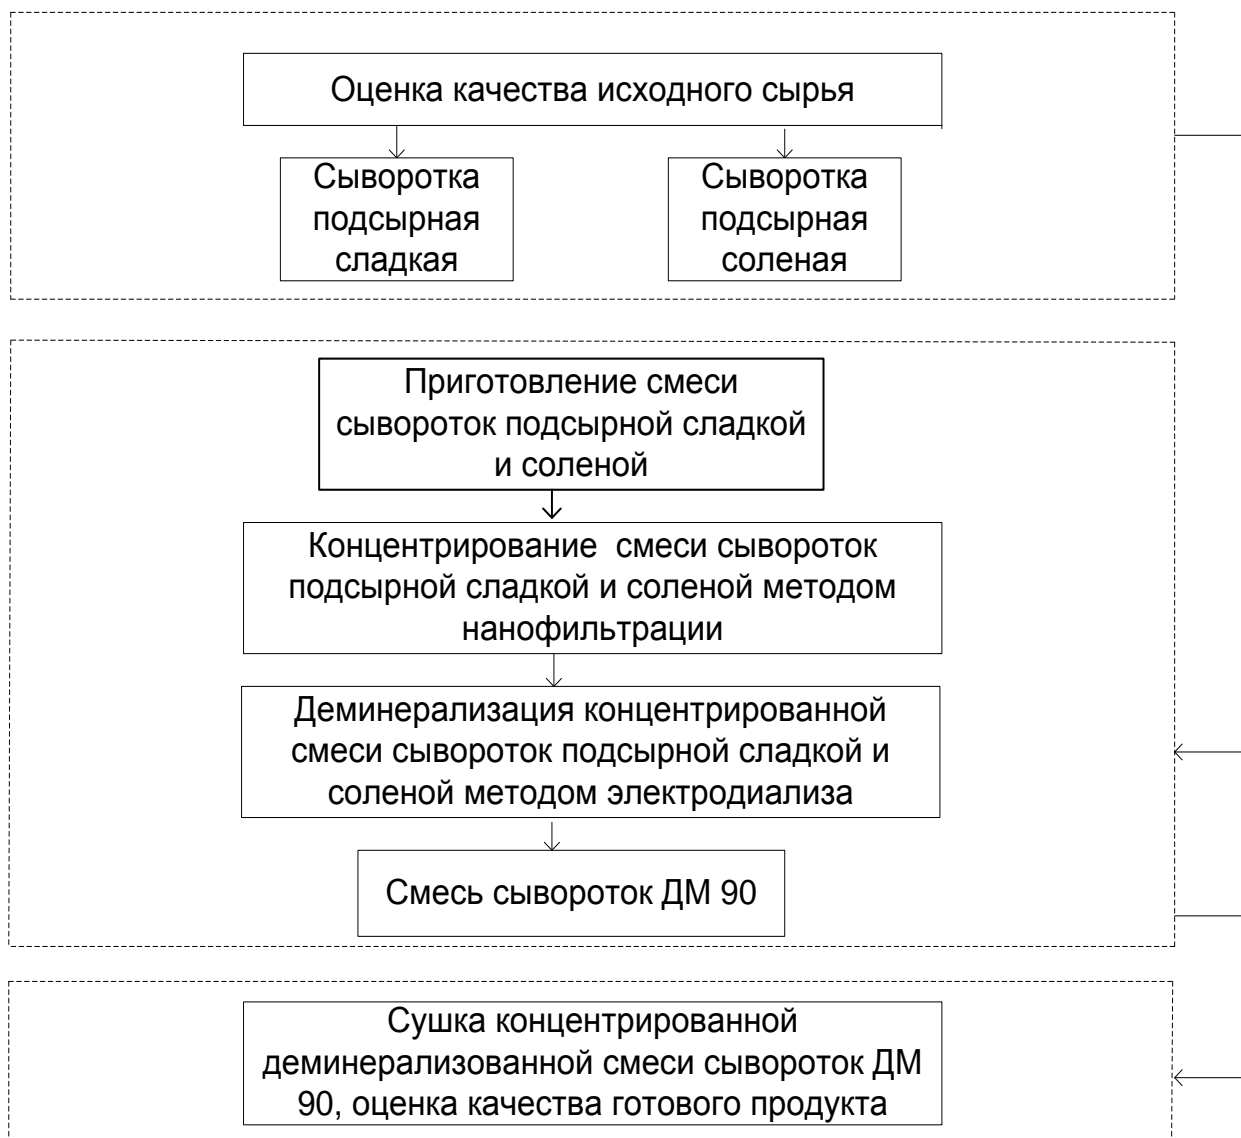 Оценка качества исходного сырья
Сыворотка
подсырная
сладкая
Сыворотка
подсырная
соленая
Приготовление смеси
сывороток подсырной сладкой
и соленой
Концентрирование смеси сывороток
подсырной сладкой и соленой методом
нанофильтрации
Деминерализация концентрированной
смеси сывороток подсырной сладкой и
соленой методом электродиализа
Смесь сывороток ДМ 90
Сушка концентрированной
деминерализованной смеси сывороток ДМ
90, оценка качества готового продукта